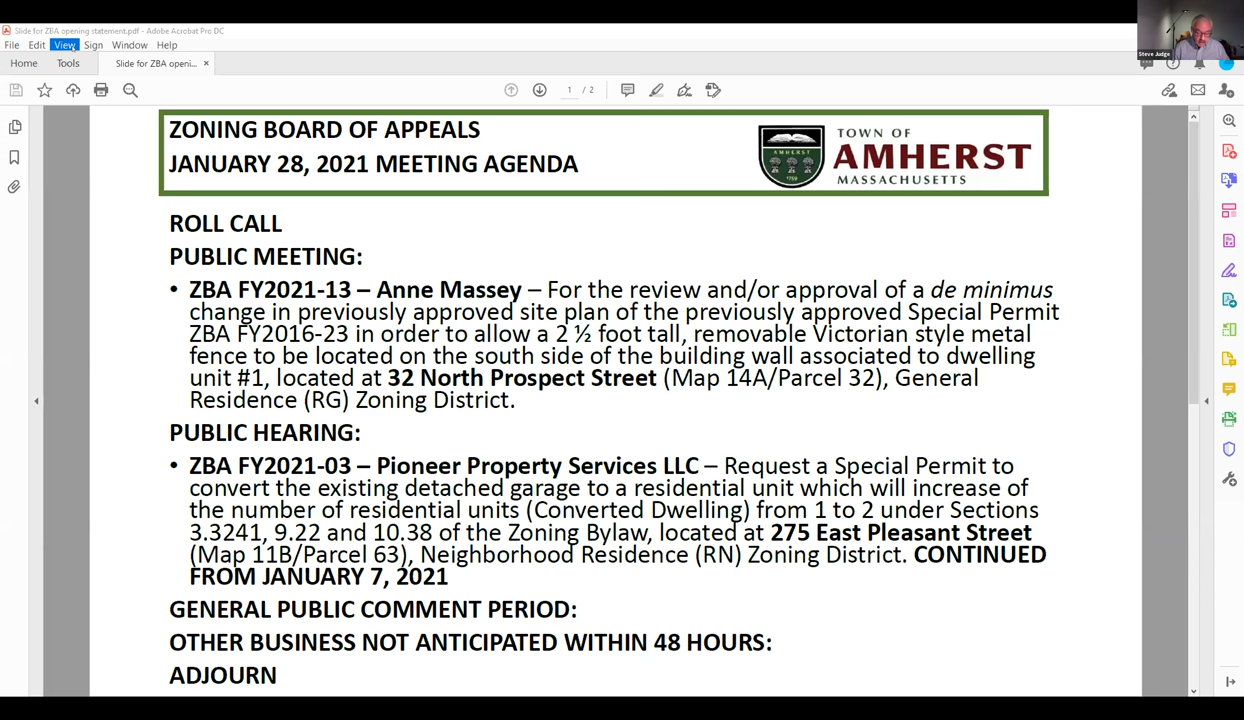 Slide for ZBA opening statement.pdf - Adobe Acrobat Pro DC
File Edit View Sign Window Help
Home Tools Slide for ZBA openi... ×
1 / 2
Steve Judge
ZONING BOARD OF APPEALS
JANUARY 28, 2021 MEETING AGENDA
AMHERST
1759
TOWN OF
AMHERST
MASSACHUSETTS
ROLL CALL
PUBLIC MEETING:
• ZBA FY2021-13 – Anne Massey – For the review and/or approval of a de minimus
change in previously approved site plan of the previously approved Special Permit
ZBA FY2016-23 in order to allow a 2 ½ foot tall, removable Victorian style metal
fence to be located on the south side of the building wall associated to dwelling
unit #1, located at 32 North Prospect Street (Map 14A/Parcel 32), General
Residence (RG) Zoning District.
PUBLIC HEARING:
• ZBA FY2021-03 – Pioneer Property Services LLC – Request a Special Permit to
convert the existing detached garage to a residential unit which will increase of
the number of residential units (Converted Dwelling) from 1 to 2 under Sections
3.3241, 9.22 and 10.38 of the Zoning Bylaw, located at 275 East Pleasant Street
(Map 11B/Parcel 63), Neighborhood Residence (RN) Zoning District. CONTINUED
FROM JANUARY 7, 2021
GENERAL PUBLIC COMMENT PERIOD:
OTHER BUSINESS NOT ANTICIPATED WITHIN 48 HOURS:
ADJOURN